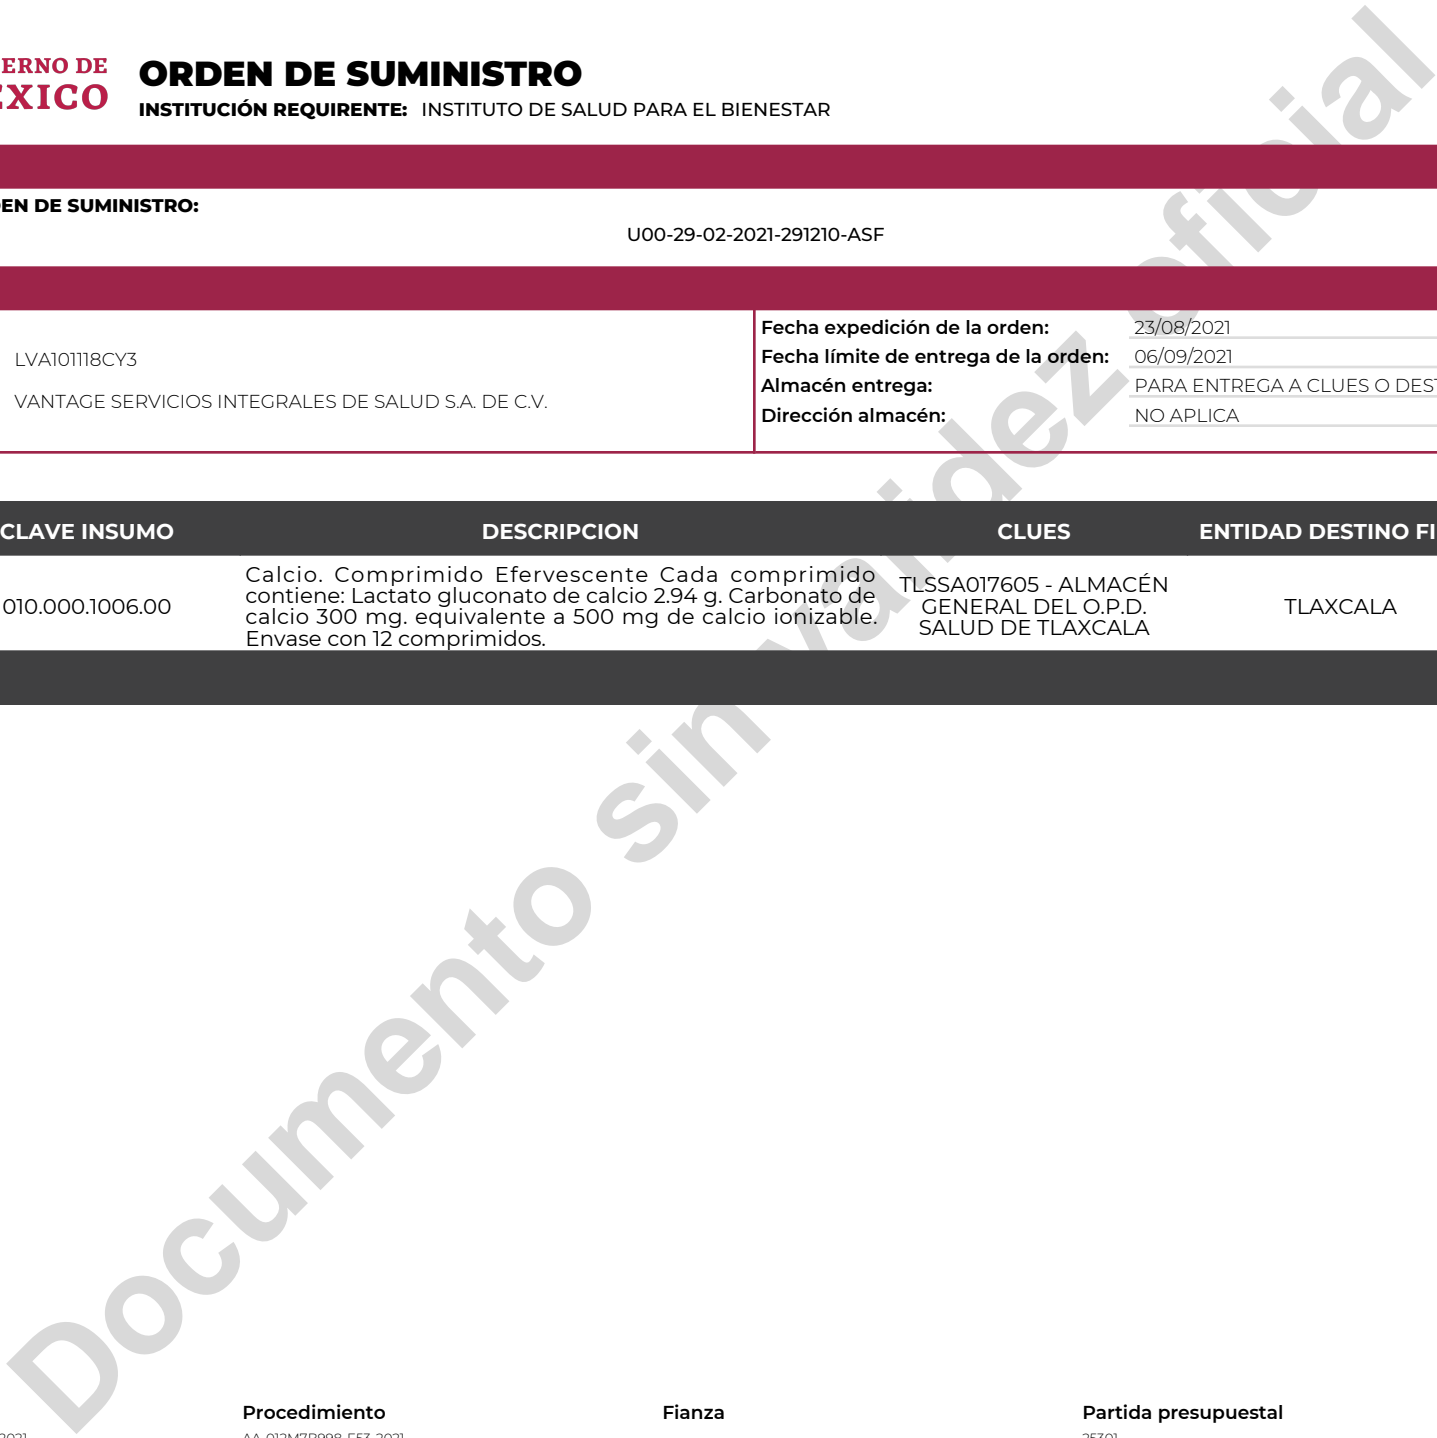 ERNO DE
ÉXICO
ORDEN DE SUMINISTRO
INSTITUCIÓN REQUIRENTE: INSTITUTO DE SALUD PARA EL BIENESTAR
EN DE SUMINISTRO:
U00-29-02-2021-291210-ASF
LVA101118CY3
VANTAGE SERVICIOS INTEGRALES DE SALUD S.A. DE C.V.
Fecha expedición de la orden: 23/08/2021
Fecha límite de entrega de la orden: 06/09/2021
Almacén entrega: PARA ENTREGA A CLUES O DEST
Dirección almacén: NO APLICA
CLAVE INSUMO DESCRIPCION CLUES ENTIDAD DESTINO FI
010.000.1006.00
Calcio. Comprimido Efervescente Cada comprimido
contiene: Lactato gluconato de calcio 2.94 g. Carbonato de
calcio 300 mg. equivalente a 500 mg de calcio ionizable.
Envase con 12 comprimidos.
TLSSA017605 - ALMACÉN
GENERAL DEL O.P.D.
SALUD DE TLAXCALA
TLAXCALA
Documento sin validez oficial
Procedimiento Fianza Partida presupuestal